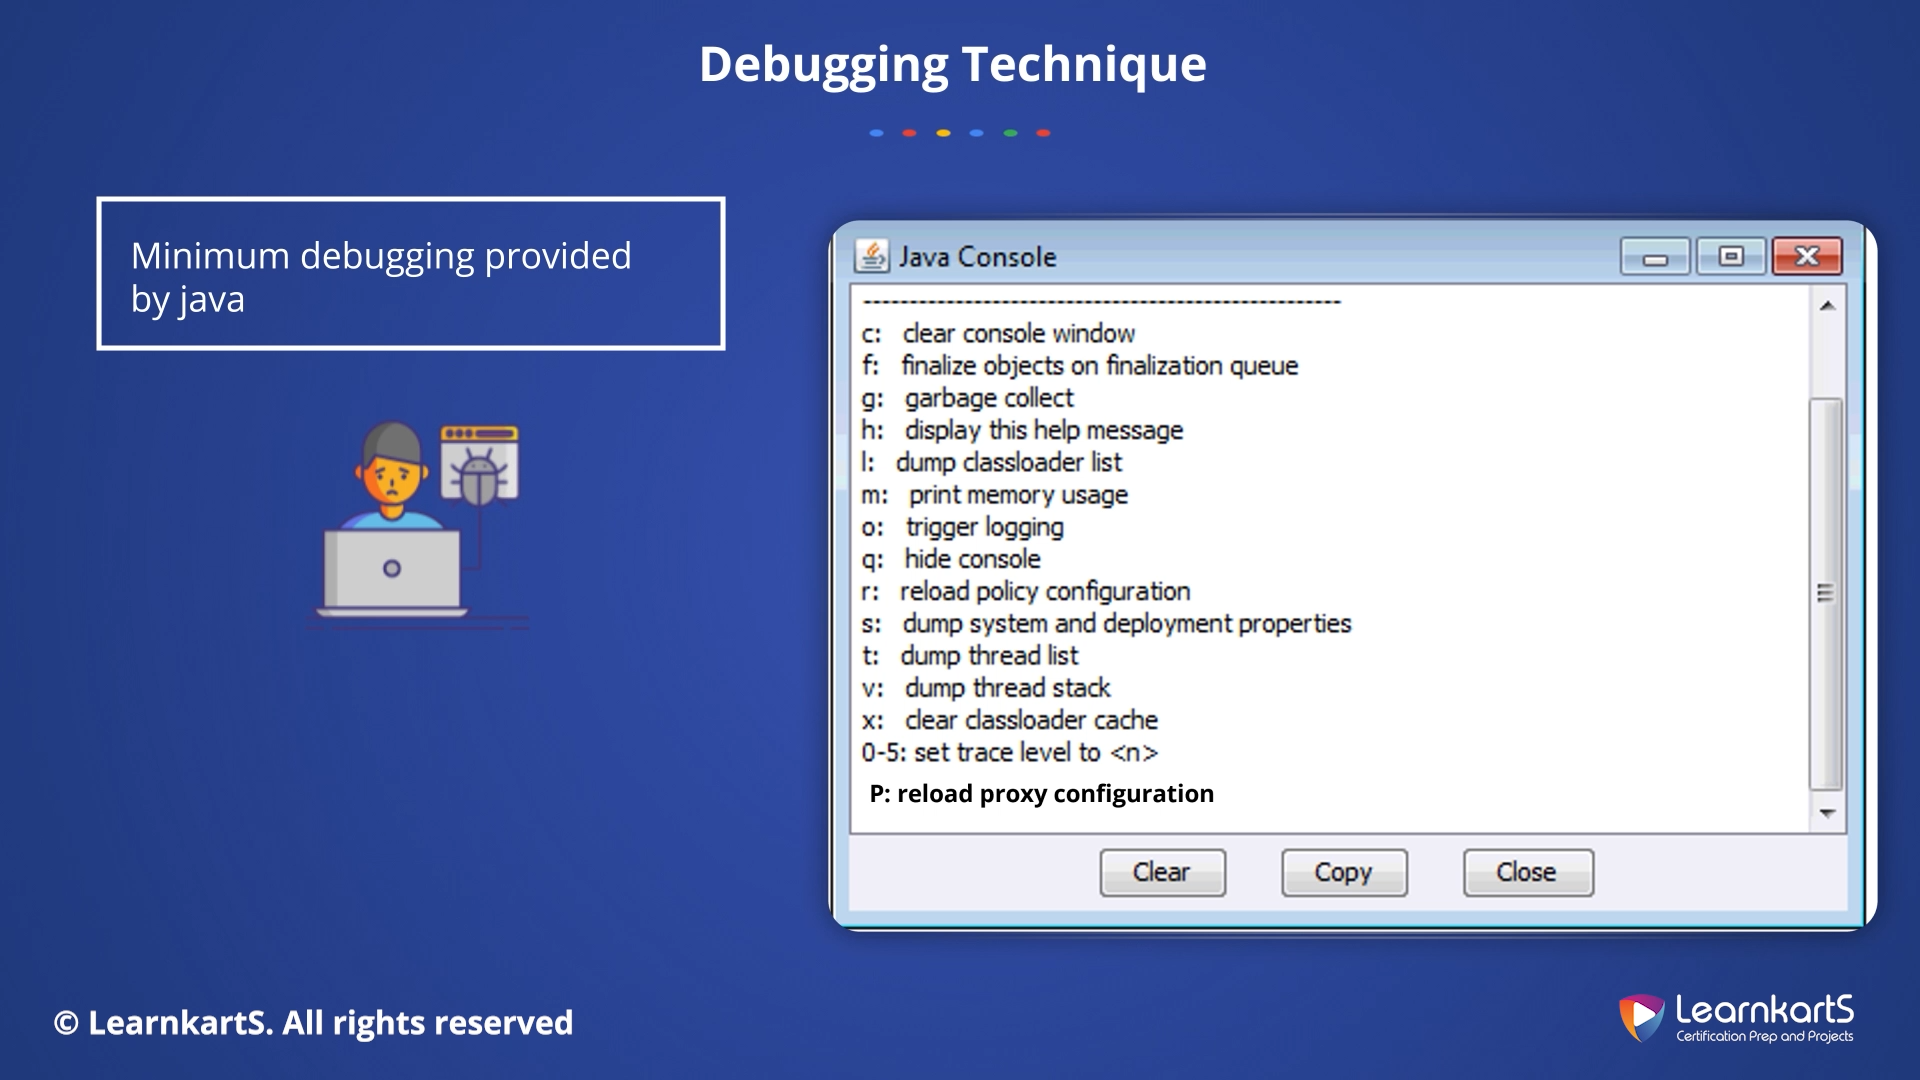 Debugging Technique
Minimum debugging provided
by java
Java Console
----------------------------------------------------
c: clear console window
f: finalize objects on finalization queue
g: garbage collect
h: display this help message
l: dump classloader list
m: print memory usage
o: trigger logging
q: hide console
r: reload policy configuration
s: dump system and deployment properties
t: dump thread list
v: dump thread stack
x: clear classloader cache
0-5: set trace level to <n>
P: reload proxy configuration
Clear Copy Close
© LearnkartS. All rights reserved
LearnkartS
Certification Prep and Projects